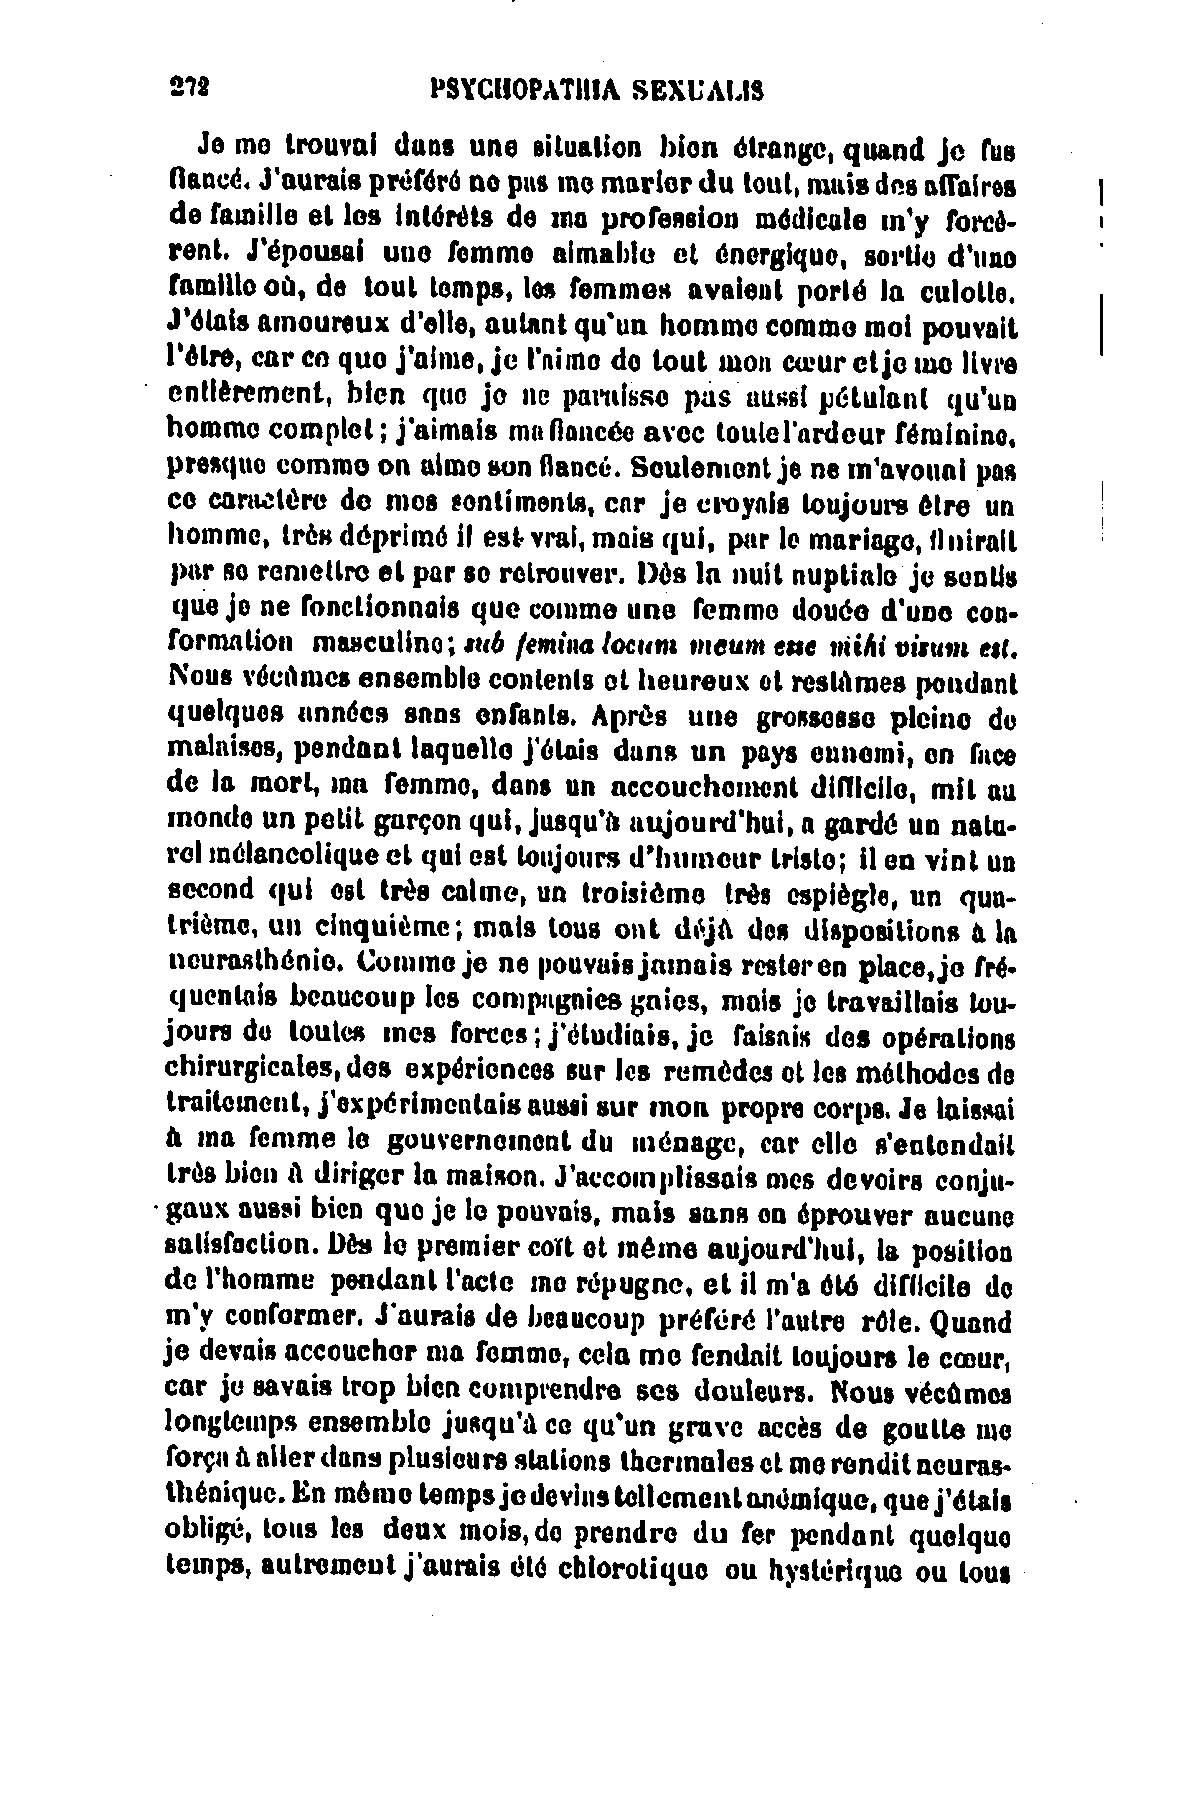 272 PSYCHOPATHIA SEXUALIS
Je me trouvai dans une situation bien étrange, quand je fus
fiancé. J'aurais préféré ne pas me marier du tout, mais des affaires
de famille et les intérêts de ma profession médicale m'y forcè-
rent. J'épousai une femme aimable et énergique, sortie d'une
famille où, de tout temps, les femmes avaient porté la culotte.
J'étais amoureux d'elle, autant qu'un homme comme moi pouvait
l'être, car ce que j'aime, je l'aime de tout mon cœur et je me livre
entièrement, bien que je ne paraisse pas aussi pétulant qu'un
homme complet ; j'aimais ma fiancée avec toute l'ardeur féminine,
presque comme on aime son fiancé. Seulement je ne m'avouai pas
ce caractère de mes sentiments, car je croyais toujours être un
homme, très déprimé il est vrai, mais qui, par le mariage, finirait
par se remettre et par se retrouver. Dès la nuit nuptiale je sentis
que je ne fonctionnais que comme une femme douée d'une con-
formation masculine ; sub femina locum meum esse mihi visum est.
Nous vécûmes ensemble contents et heureux et restâmes pendant
quelques années sans enfants. Après une grossesse pleine de
malaises, pendant laquelle j'étais dans un pays ennemi, en face
de la mort, ma femme, dans un accouchement difficile, mit au
monde un petit garçon qui, jusqu'à aujourd'hui, a gardé un natu-
rel mélancolique et qui est toujours d'humeur triste ; il en vint un
second qui est très calme, un troisième très espiègle, un qua-
trième, un cinquième ; mais tous ont déjà des dispositions à la
neurasthénie. Comme je ne pouvais jamais rester en place, je fré-
quentais beaucoup les compagnies gaies, mais je travaillais tou-
jours de toutes mes forces ; j'étudiais, je faisais des opérations
chirurgicales, des expériences sur les remèdes et les méthodes de
traitement, j'expérimentais aussi sur mon propre corps. Je laissai
à ma femme le gouvernement du ménage, car elle s'entendait
très bien à diriger la maison. J'accomplissais mes devoirs conju-
gaux aussi bien que je le pouvais, mais sans en éprouver aucune
satisfaction. Dès le premier coït et même aujourd'hui, la position
de l'homme pendant l'acte me répugne, et il m'a été difficile de
m'y conformer. J'aurais de beaucoup préféré l'autre rôle. Quand
je devais accoucher ma femme, cela me fendait toujours le cœur,
car je savais trop bien comprendre ses douleurs. Nous vécûmes
longtemps ensemble jusqu'à ce qu'un grave accès de goutte me
força à aller dans plusieurs stations thermales et me rendit neuras-
thénique. En même temps je devins tellement anémique, que j'étais
obligé, tous les deux mois, de prendre du fer pendant quelque
temps, autrement j'aurais été chlorotique ou hystérique ou tous